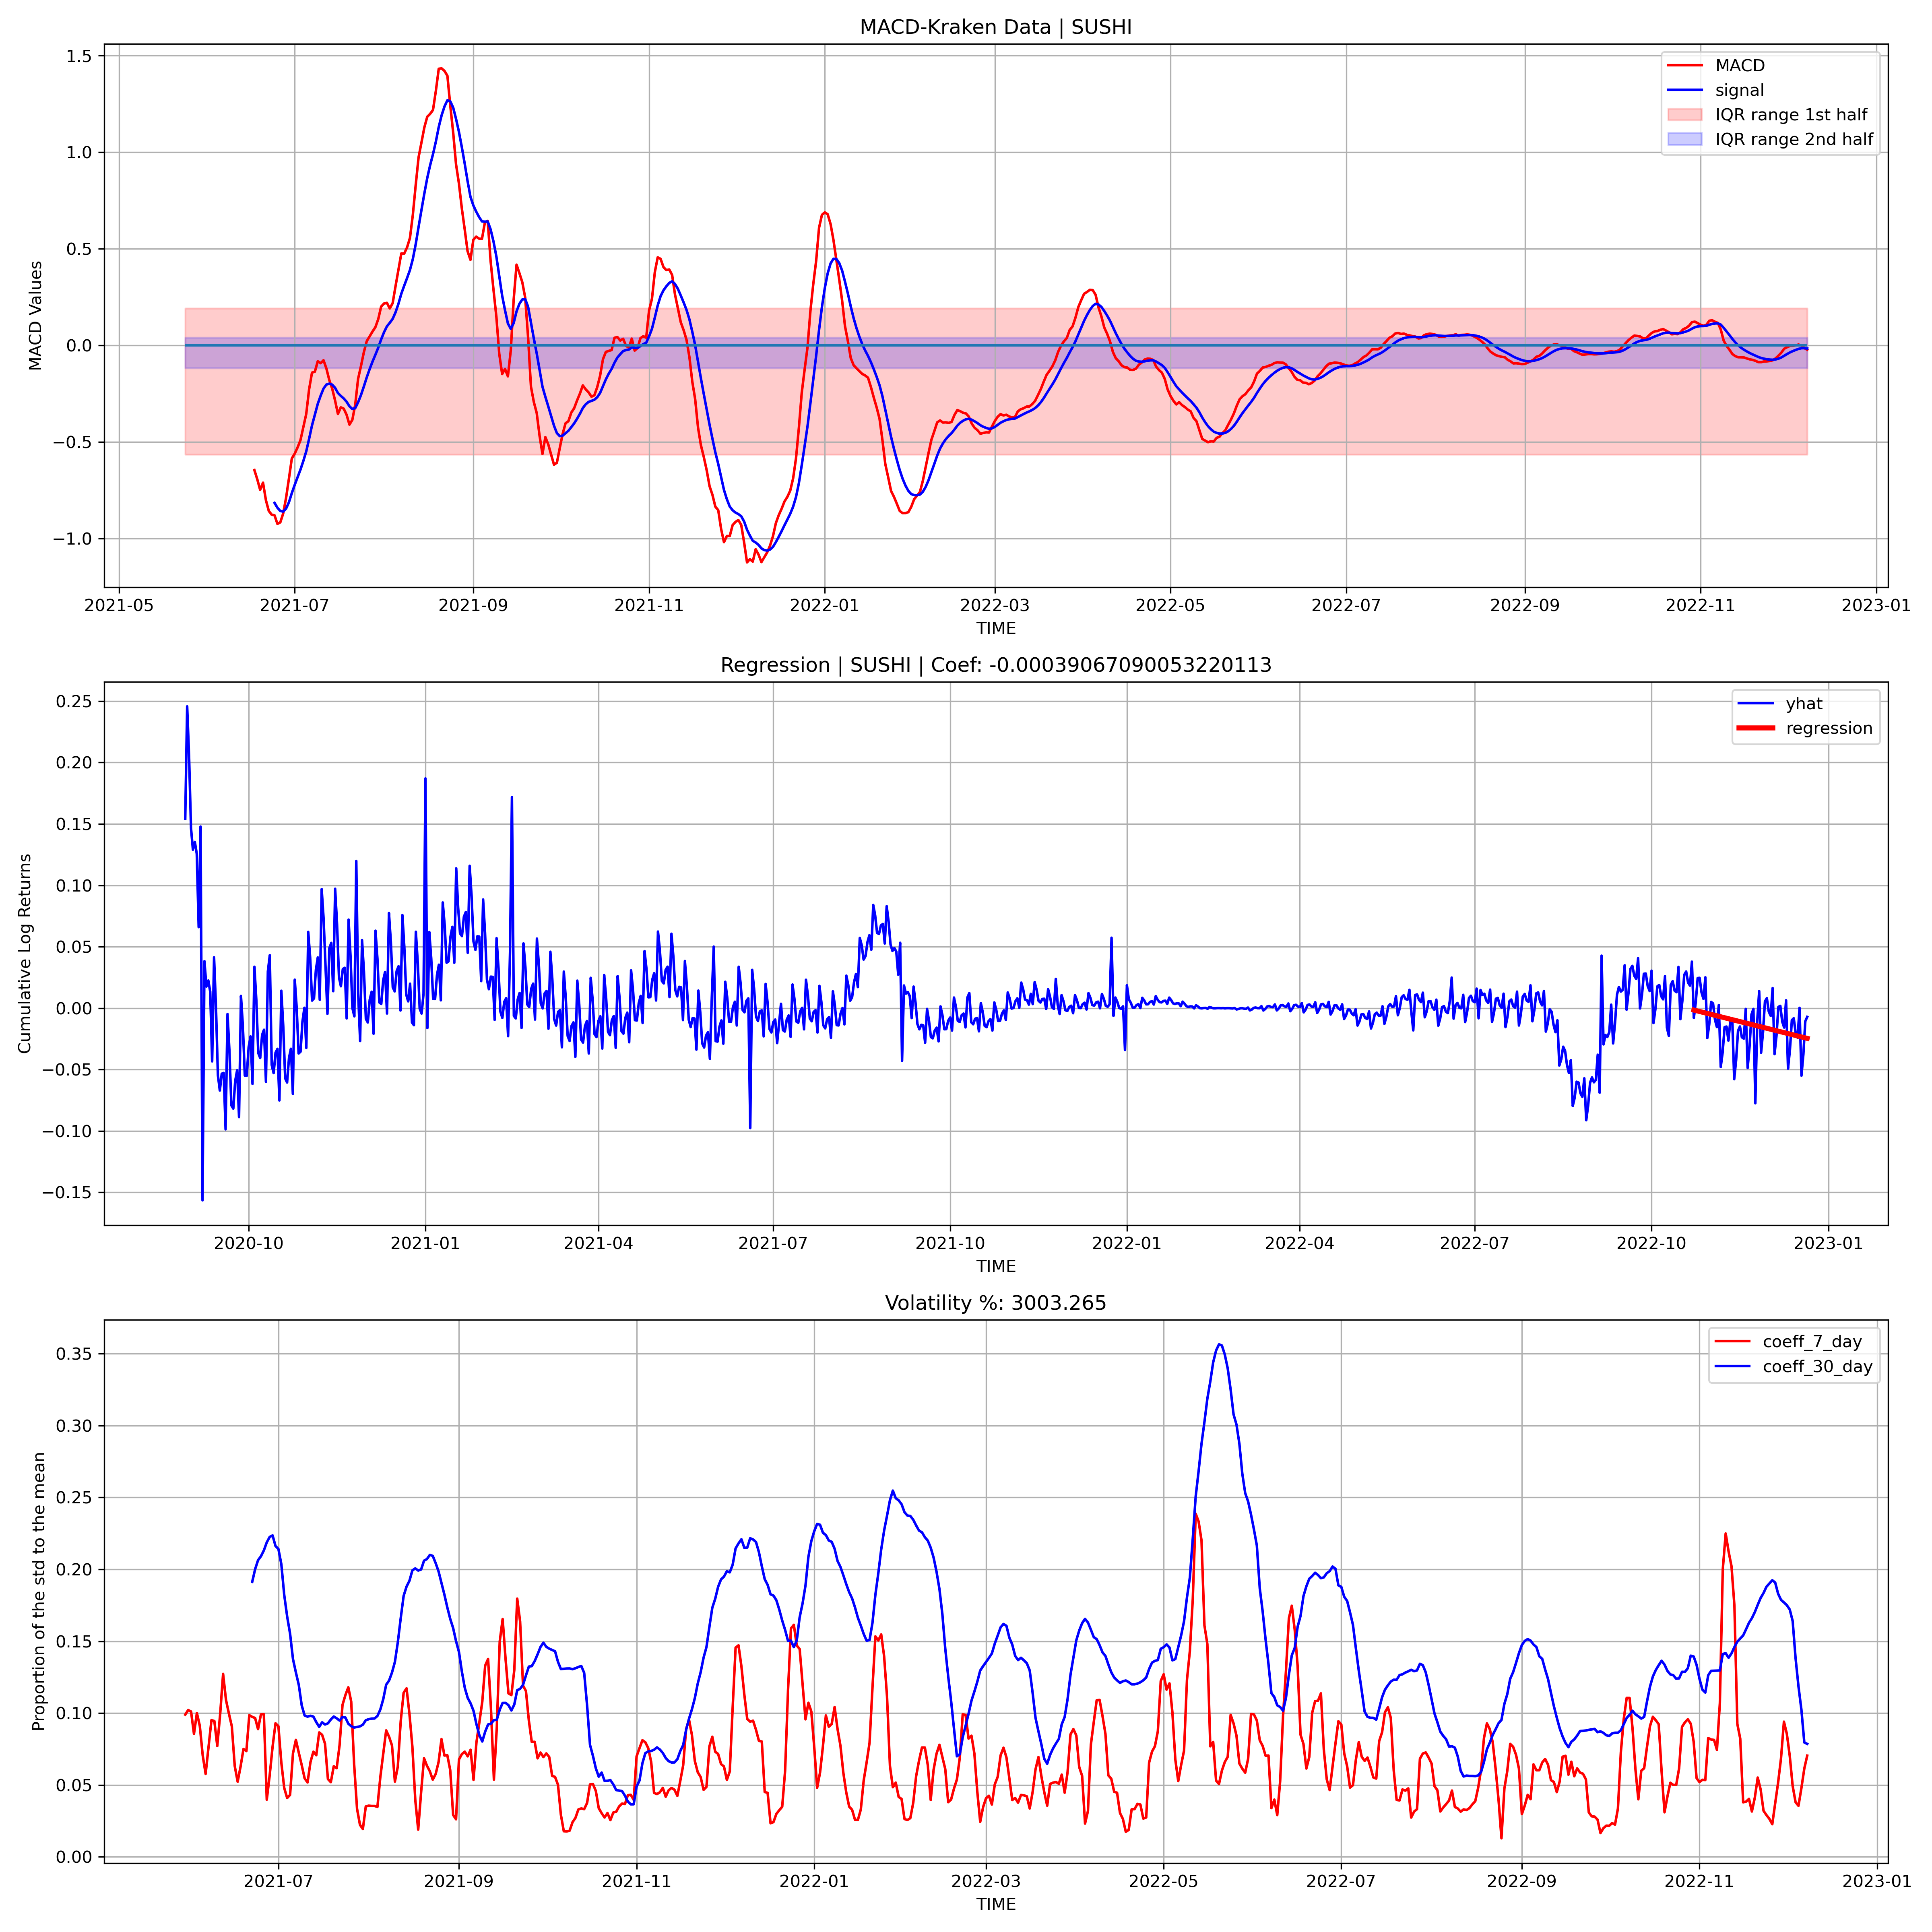 MACD-Kraken Data | SUSHI
MACD Values
1.5
1.0
0.5
0.0
−0.5
−1.0
MACD
signal
IQR range 1st half
IQR range 2nd half
2021-05 2021-07 2021-09 2021-11 2022-01 2022-03 2022-05 2022-07 2022-09 2022-11 2023-01
TIME
Regression | SUSHI | Coef: -0.00039067090053220113
Cumulative Log Returns
0.25
0.20
0.15
0.10
0.05
0.00
−0.05
−0.10
−0.15
yhat
regression
2020-10 2021-01 2021-04 2021-07 2021-10 2022-01 2022-04 2022-07 2022-10 2023-01
TIME
Volatility %: 3003.265
Proportion of the std to the mean
0.35
0.30
0.25
0.20
0.15
0.10
0.05
0.00
coeff_7_day
coeff_30_day
2021-07 2021-09 2021-11 2022-01 2022-03 2022-05 2022-07 2022-09 2022-11 2023-01
TIME